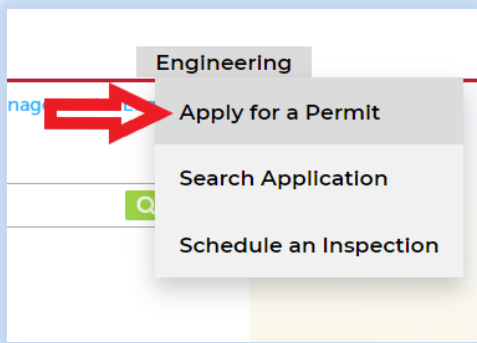 Engineering
Apply for a Permit
Search Application
Schedule an Inspection